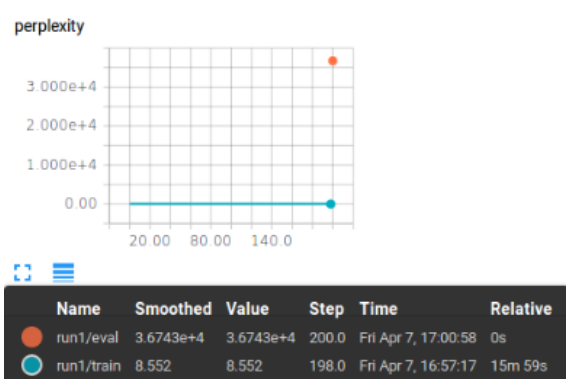 perplexity
3.000e+4
2.000e+4
1.000e+4
0.00
20.00 80.00 140.0
Name Smoothed Value Step Time Relative
run1/eval 3.6743e+4 3.6743e+4 200.0 Fri Apr 7, 17:00:58 0s
run1/train 8.552 8.552 198.0 Fri Apr 7, 16:57:17 15m 59s